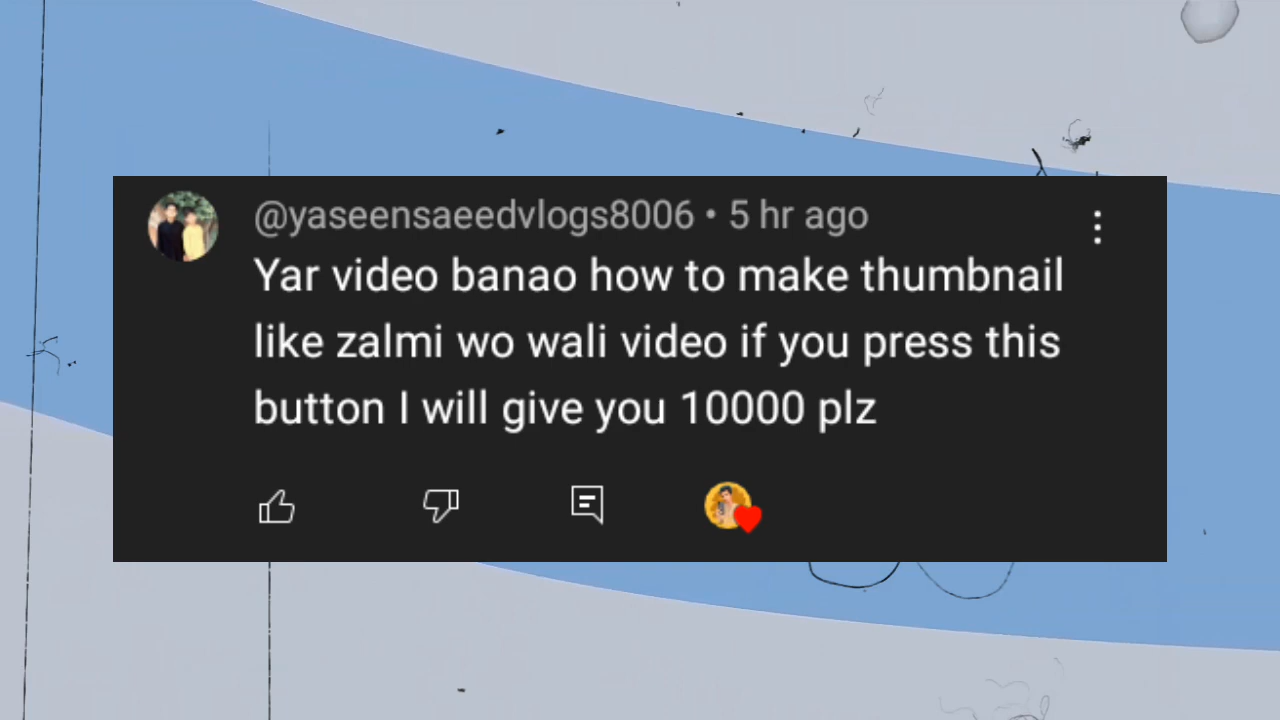 @yaseensaeedvlogs8006 • 5 hr ago
Yar video banao how to make thumbnail
like zalmi wo wali video if you press this
button I will give you 10000 plz